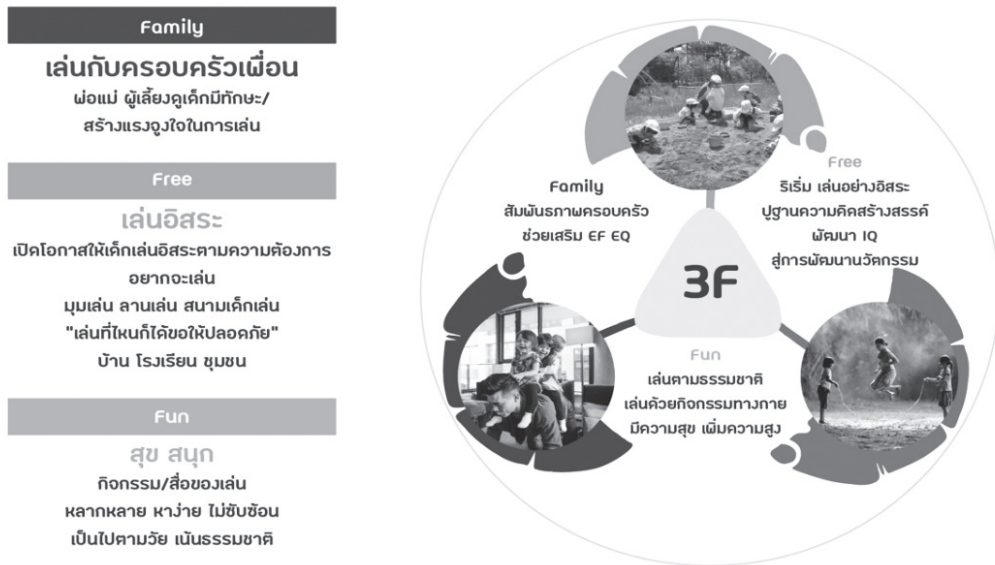 Family
เล่นกับครอบครัวเพื่อน
พ่อแม่ ผู้เลี้ยงดูเด็กมีทักษะ/
สร้างแรงจูงใจในการเล่น
Free
เล่นอิสระ
เปิดโอกาสให้เด็กเล่นอิสระตามความต้องการ
อยากจะเล่น
มุมเล่น ลานเล่น สนามเด็กเล่น
"เล่นที่ไหนก็ได้ขอให้ปลอดภัย"
บ้าน โรงเรียน ชุมชน
Fun
สุข สนุก
กิจกรรม/สื่อของเล่น
หลากหลาย หาง่าย ไม่ซับซ้อน
เป็นไปตามวัย เน้นธรรมชาติ
Family
สัมพันธภาพครอบครัว
ช่วยเสริม EF EQ
Free
ริเริ่ม เล่นอย่างอิสระ
ปูฐานความคิดสร้างสรรค์
พัฒนา IQ
สู่การพัฒนานวัตกรรม
3F
Fun
เล่นตามธรรมชาติ
เล่นด้วยกิจกรรมทางกาย
มีความสุข เพิ่มความสูง